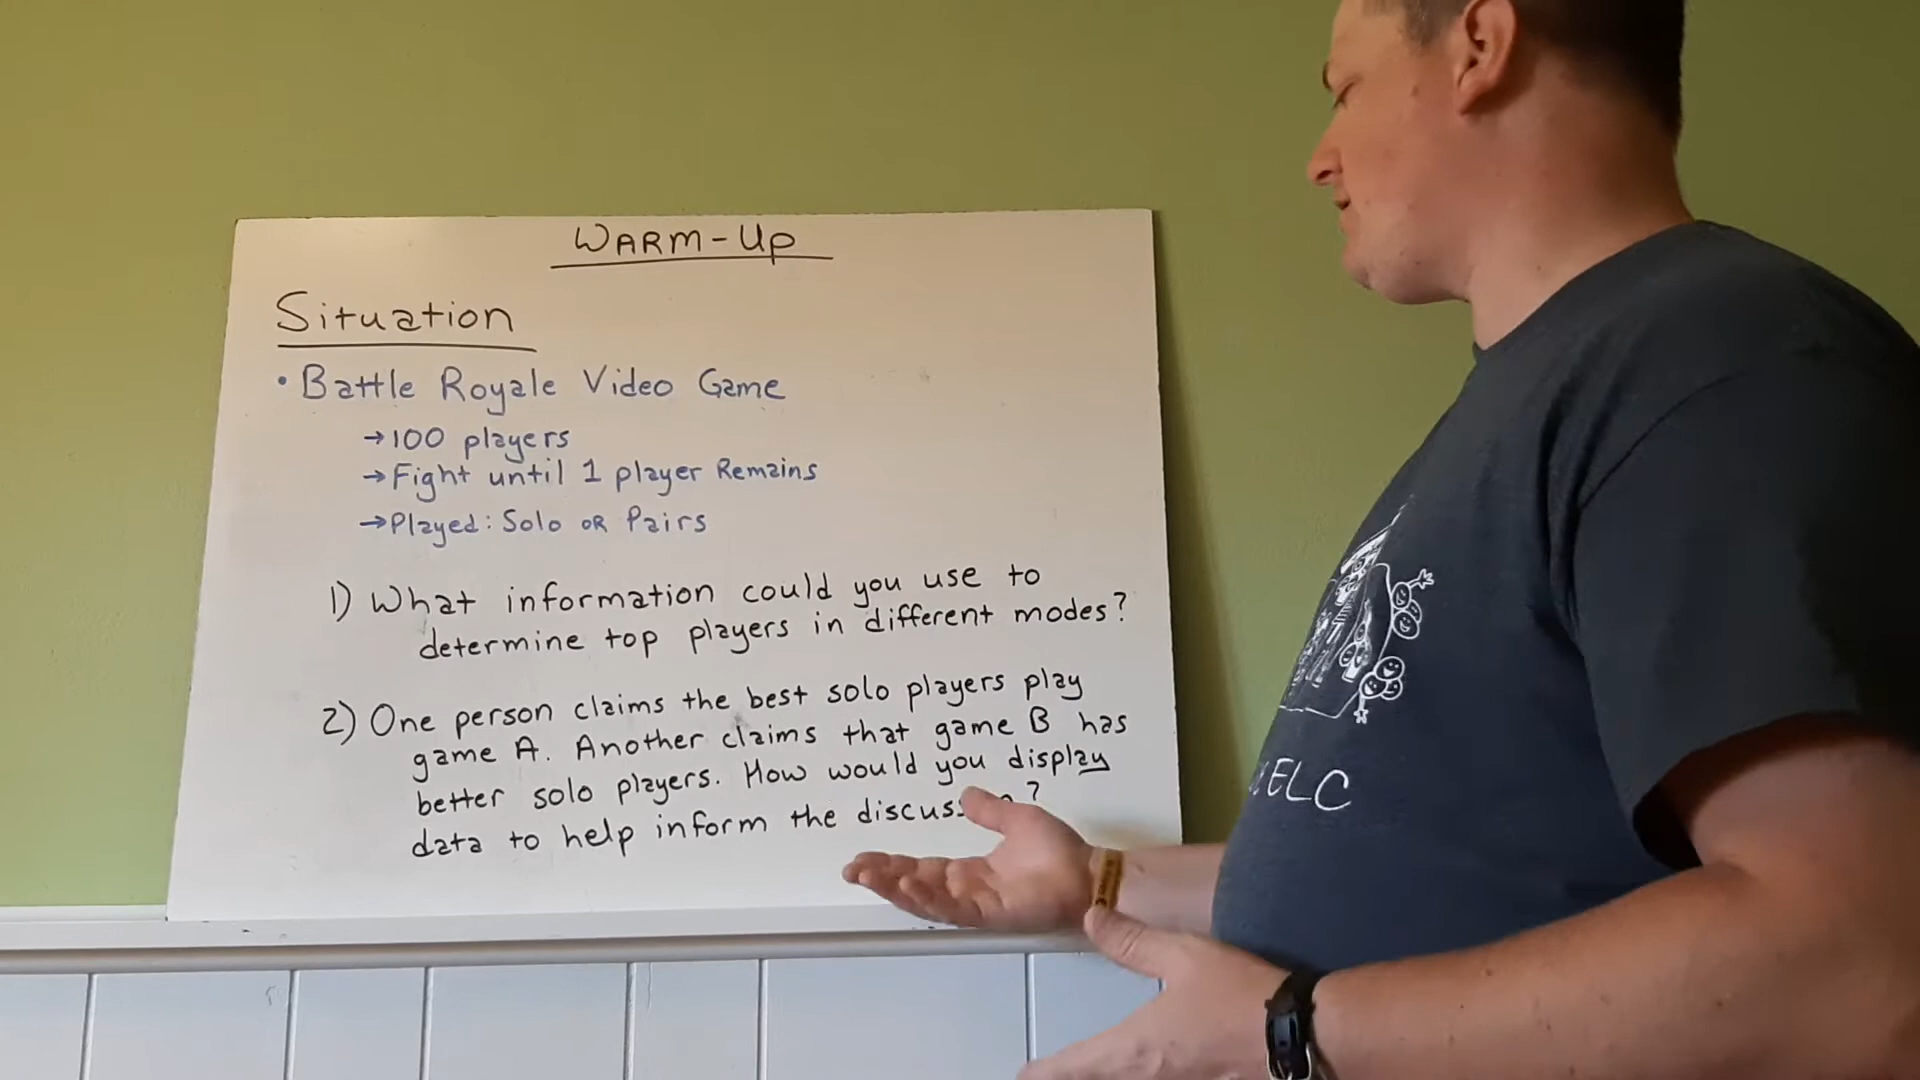 WARM-Up
Situation
• Battle Royale Video Game
→ 100 players
→ Fight until 1 player Remains
→ Played: Solo OR Pairs
1) What information could you use to
determine top players in different modes?
2) One person claims the best solo players play
game A. Another claims that game B has
better solo players. How would you display
data to help inform the discuss
ELC